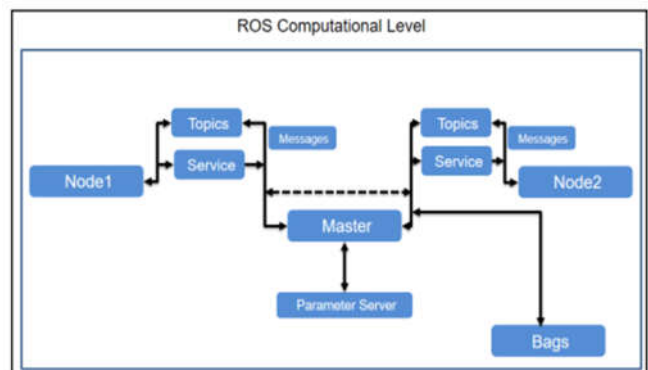 ROS Computational Level
Topics
Messages
Service
Node1
Topics
Messages
Service
Node2
Master
Parameter Server
Bags